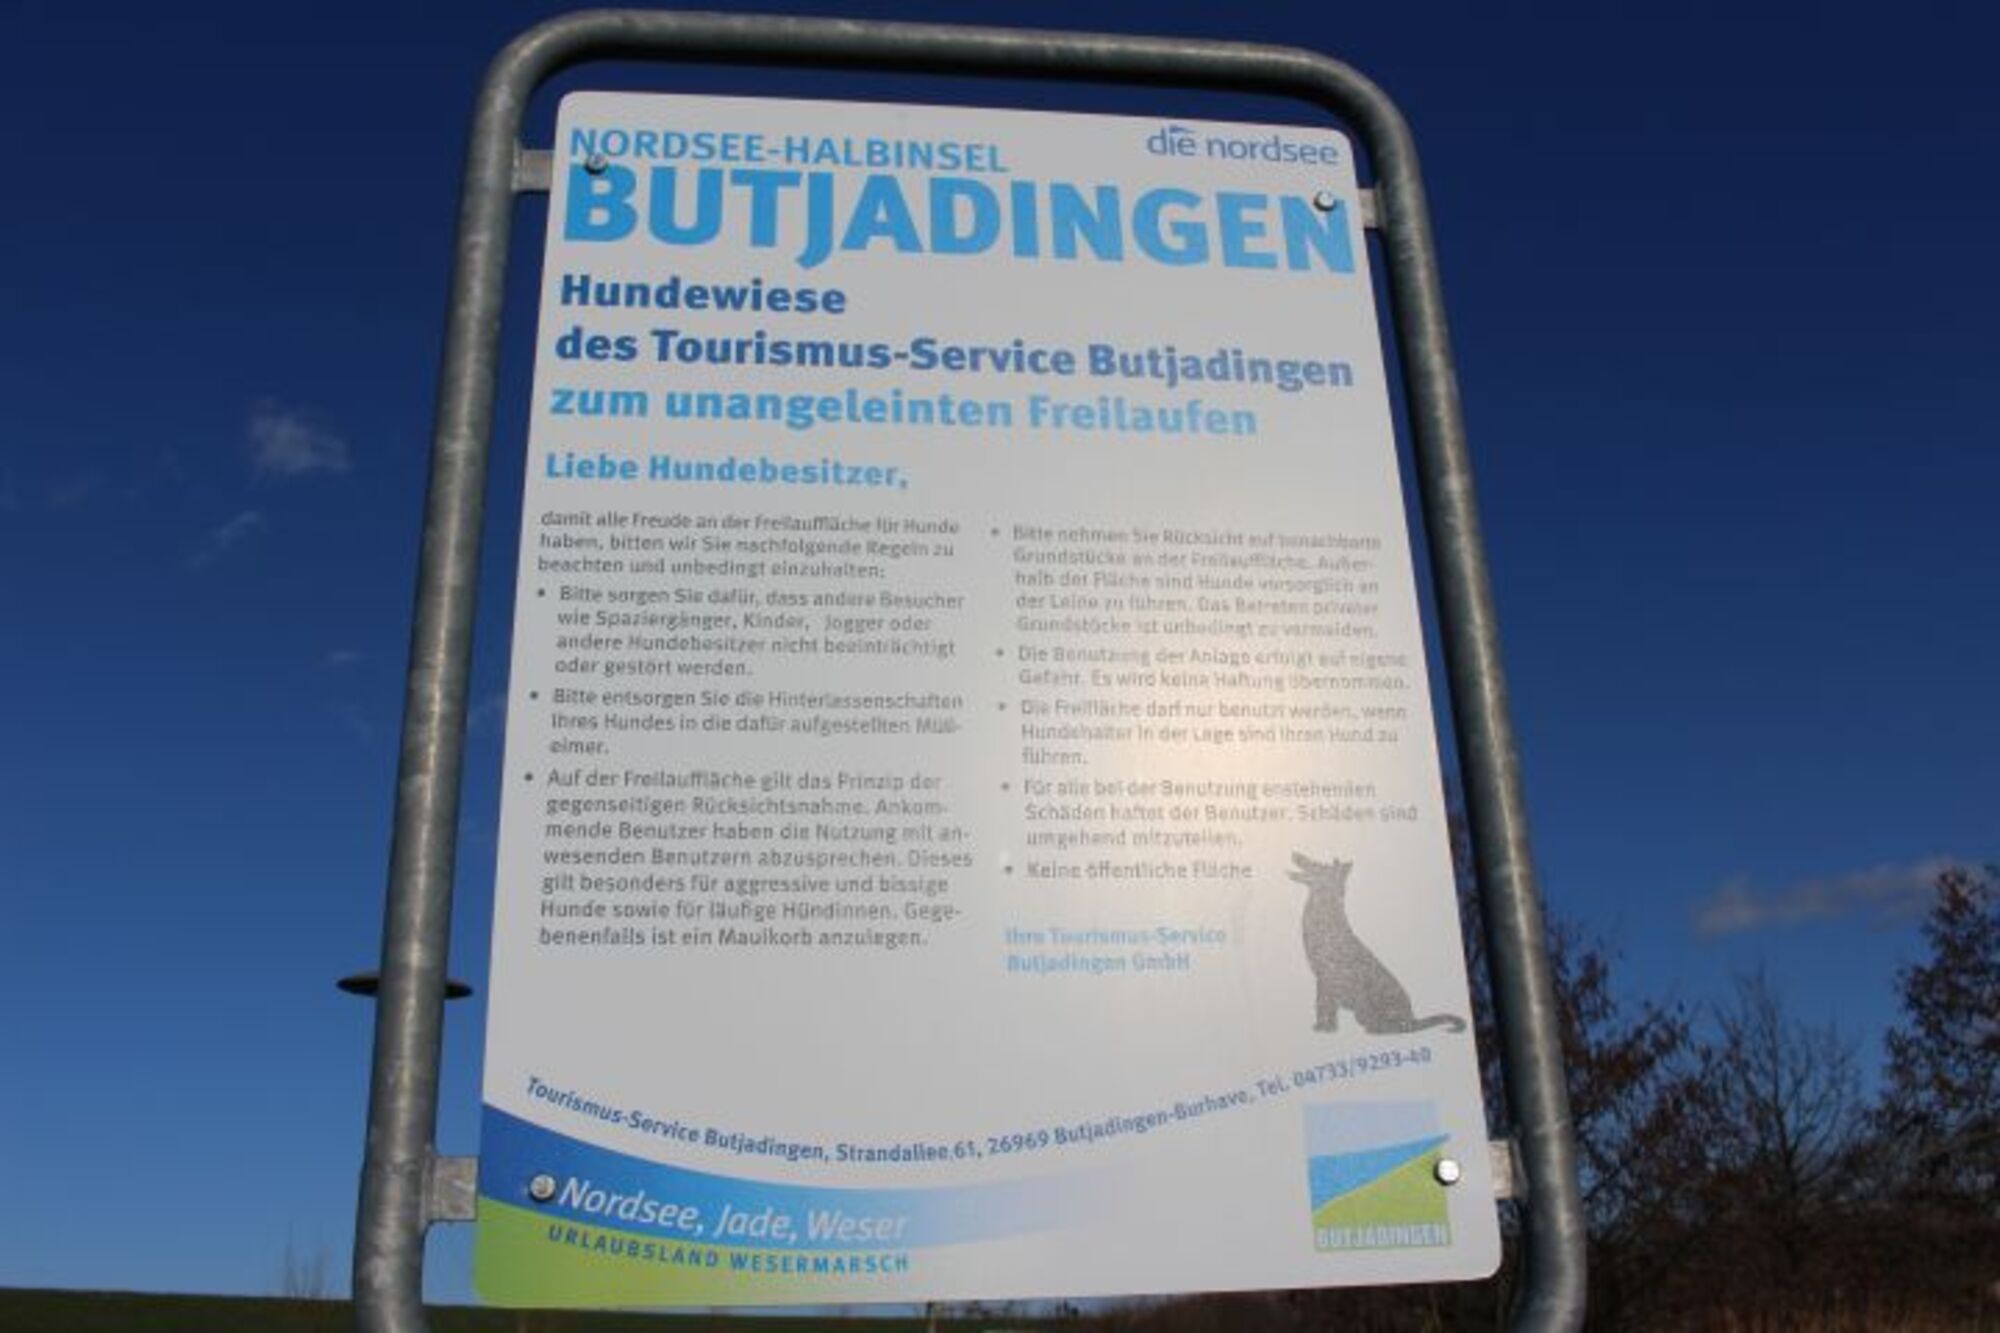 NORDSEE-HALBINSEL
die nordsee
BUTJADINGEN
Hundewiese
des Tourismus-Service Butjadingen
zum unangeleinten Freilaufen
Liebe Hundebesitzer,
damit alle Freude an der Freilauffläche für Hunde
haben, bitten wir Sie nachfolgende Regeln zu
beachten und unbedingt einzuhalten:
• Bitte sorgen Sie dafür, dass andere Besucher
wie Spaziergänger, Kinder, Jogger oder
andere Hundebesitzer nicht beeinträchtigt
oder gestört werden.
• Bitte entsorgen Sie die Hinterlassenschaften
Ihres Hundes in die dafür aufgestellten Müll-
eimer.
• Auf der Freilauffläche gilt das Prinzip der
gegenseitigen Rücksichtsnahme. Ankom-
mende Benutzer haben die Nutzung mit an-
wesenden Benutzern abzusprechen. Dieses
gilt besonders für aggressive und bissige
Hunde sowie für läufige Hündinnen. Gege-
benenfalls ist ein Maulkorb anzulegen.
• Bitte nehmen Sie Rücksicht auf benachbarte
Grundstücke an der Freilauffläche. Außer-
halb der Fläche sind Hunde vorsorglich an
der Leine zu führen. Das Betreten privater
Grundstücke ist unbedingt zu vermeiden.
• Die Benutzung der Anlage erfolgt auf eigene
Gefahr. Es wird keine Haftung übernommen.
• Die Freifläche darf nur benutzt werden, wenn
Hundehalter in der Lage sind ihren Hund zu
führen.
• Für alle bei der Benutzung enstehenden
Schäden haftet der Benutzer. Schäden sind
umgehend mitzuteilen.
• Keine öffentliche Fläche
Ihre Tourismus-Service
Butjadingen GmbH
Tourismus-Service Butjadingen, Strandallee 61, 26969 Butjadingen-Burhave, Tel. 04733/9293-40
Nordsee, Jade, Weser
URLAUBSLAND WESERMARSCH
BUTJADINGEN